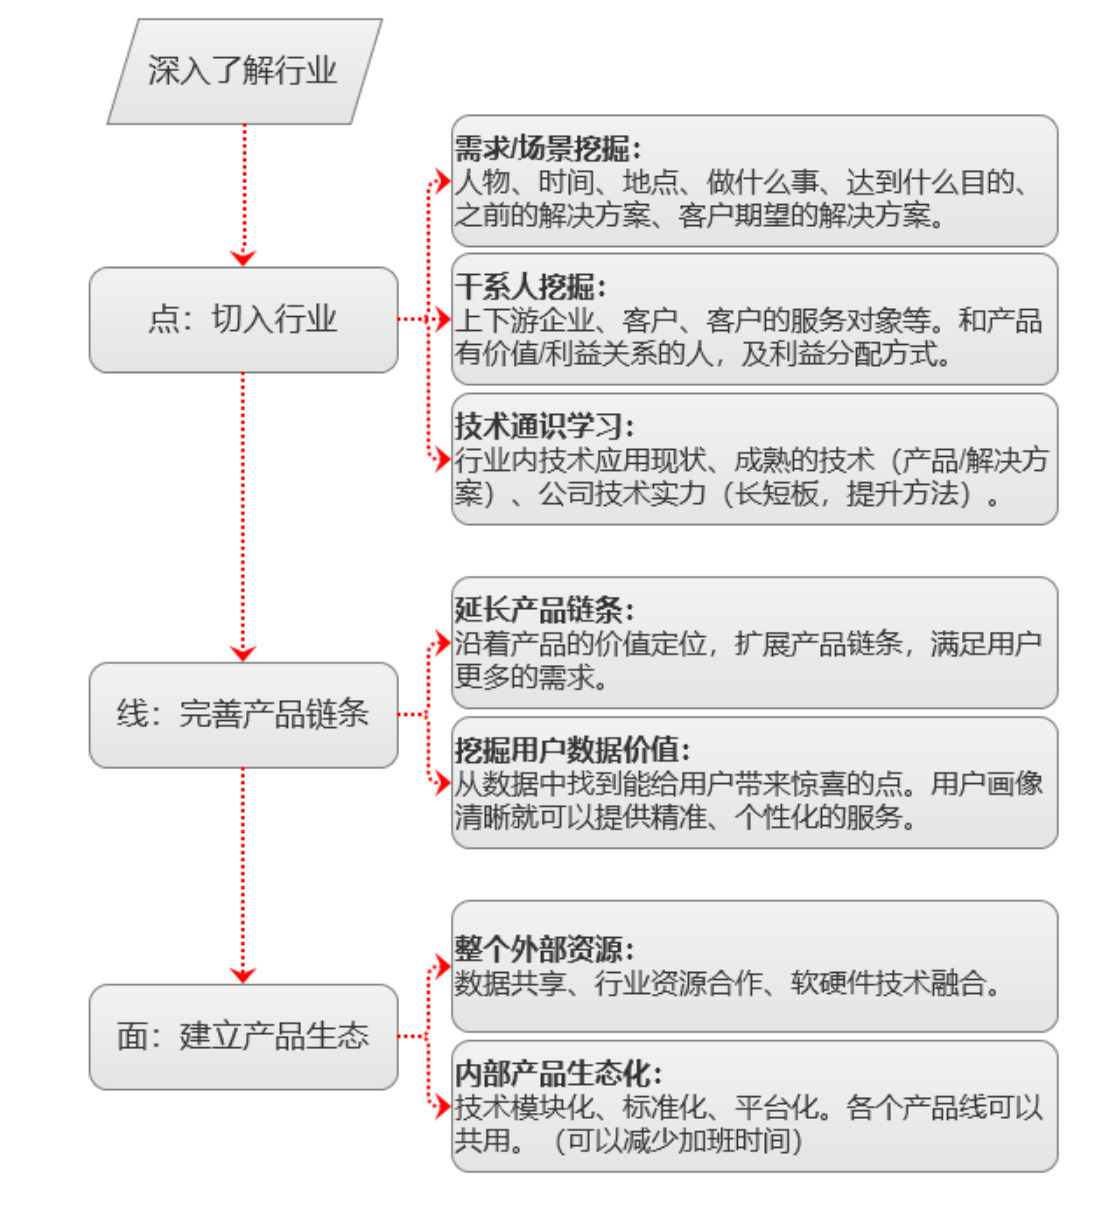 深入了解行业
需求/场景挖掘：
人物、时间、地点、做什么事、达到什么目的、
之前的解决方案、客户期望的解决方案。
点：切入行业
干系人挖掘：
上下游企业、客户、客户的服务对象等。和产品
有价值/利益关系的人，及利益分配方式。
技术通识学习：
行业内技术应用现状、成熟的技术（产品/解决方
案）、公司技术实力（长短板，提升方法）。
线：完善产品链条
延长产品链条：
沿着产品的价值定位，扩展产品链条，满足用户
更多的需求。
挖掘用户数据价值：
从数据中找到能给用户带来惊喜的点。用户画像
清晰就可以提供精准、个性化的服务。
面：建立产品生态
整个外部资源：
数据共享、行业资源合作、软硬件技术融合。
内部产品生态化：
技术模块化、标准化、平台化。各个产品线可以
共用。（可以减少加班时间）